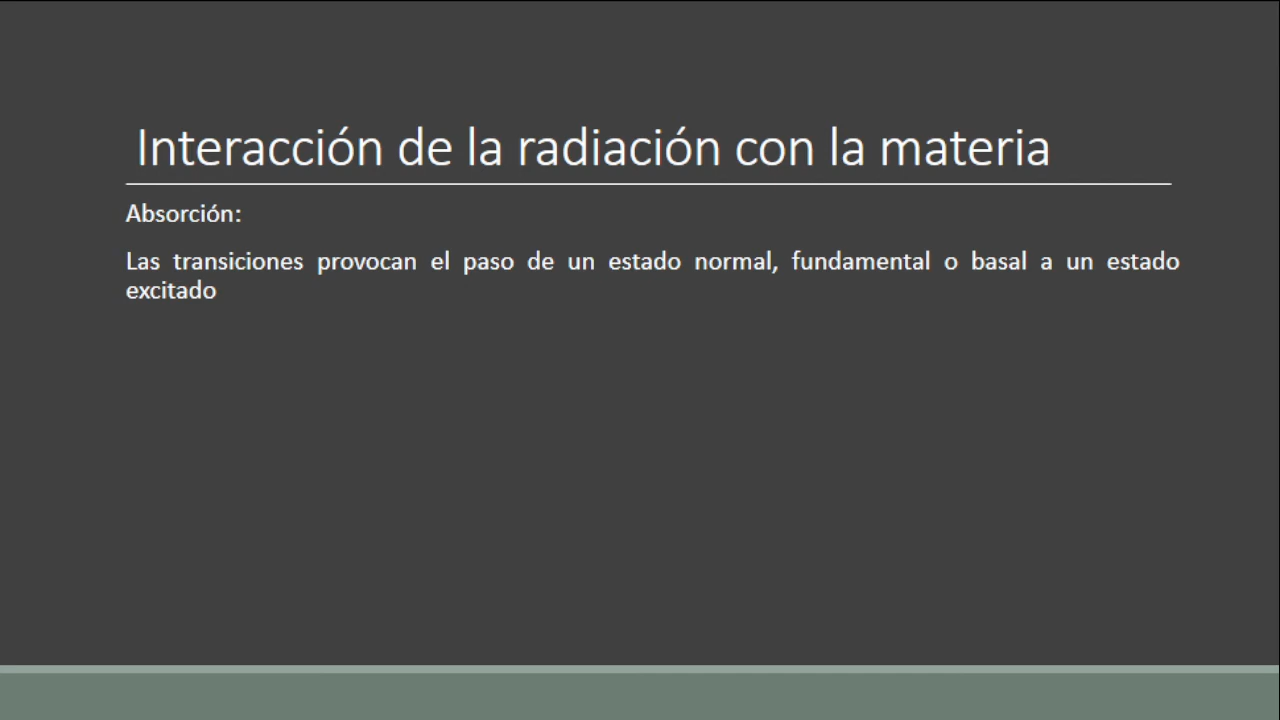 Interacción de la radiación con la materia
Absorción:
Las transiciones provocan el paso de un estado normal, fundamental o basal a un estado
excitado